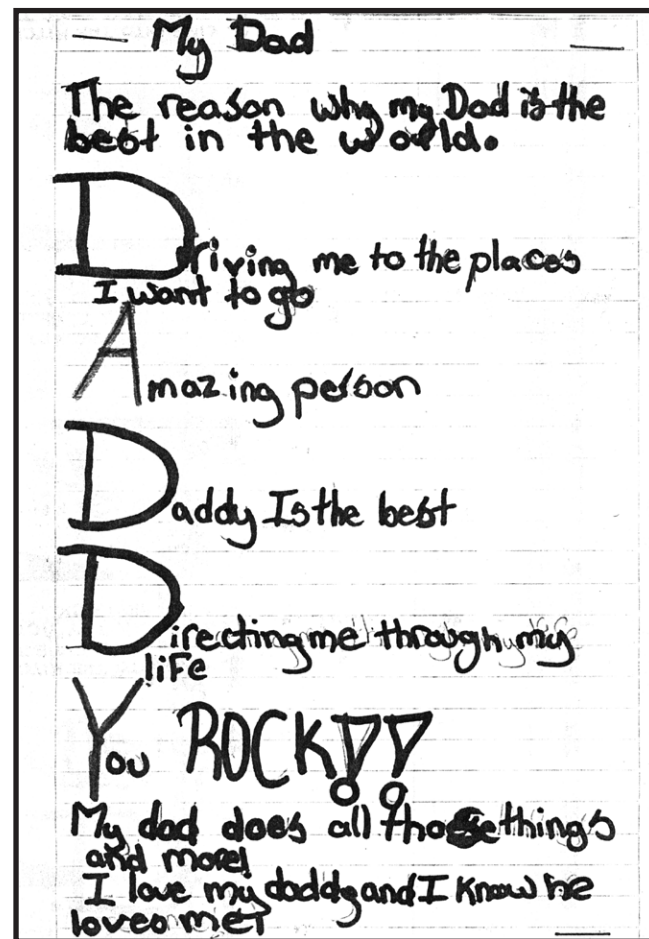 My Dad
The reason why my Dad is the
best in the world.
Driving me to the places
I want to go
Amazing person
Daddy Is the best
Directing me through my
life
You ROCK!!
My dad does all those things
and more!
I love my daddy and I know he
loves me!